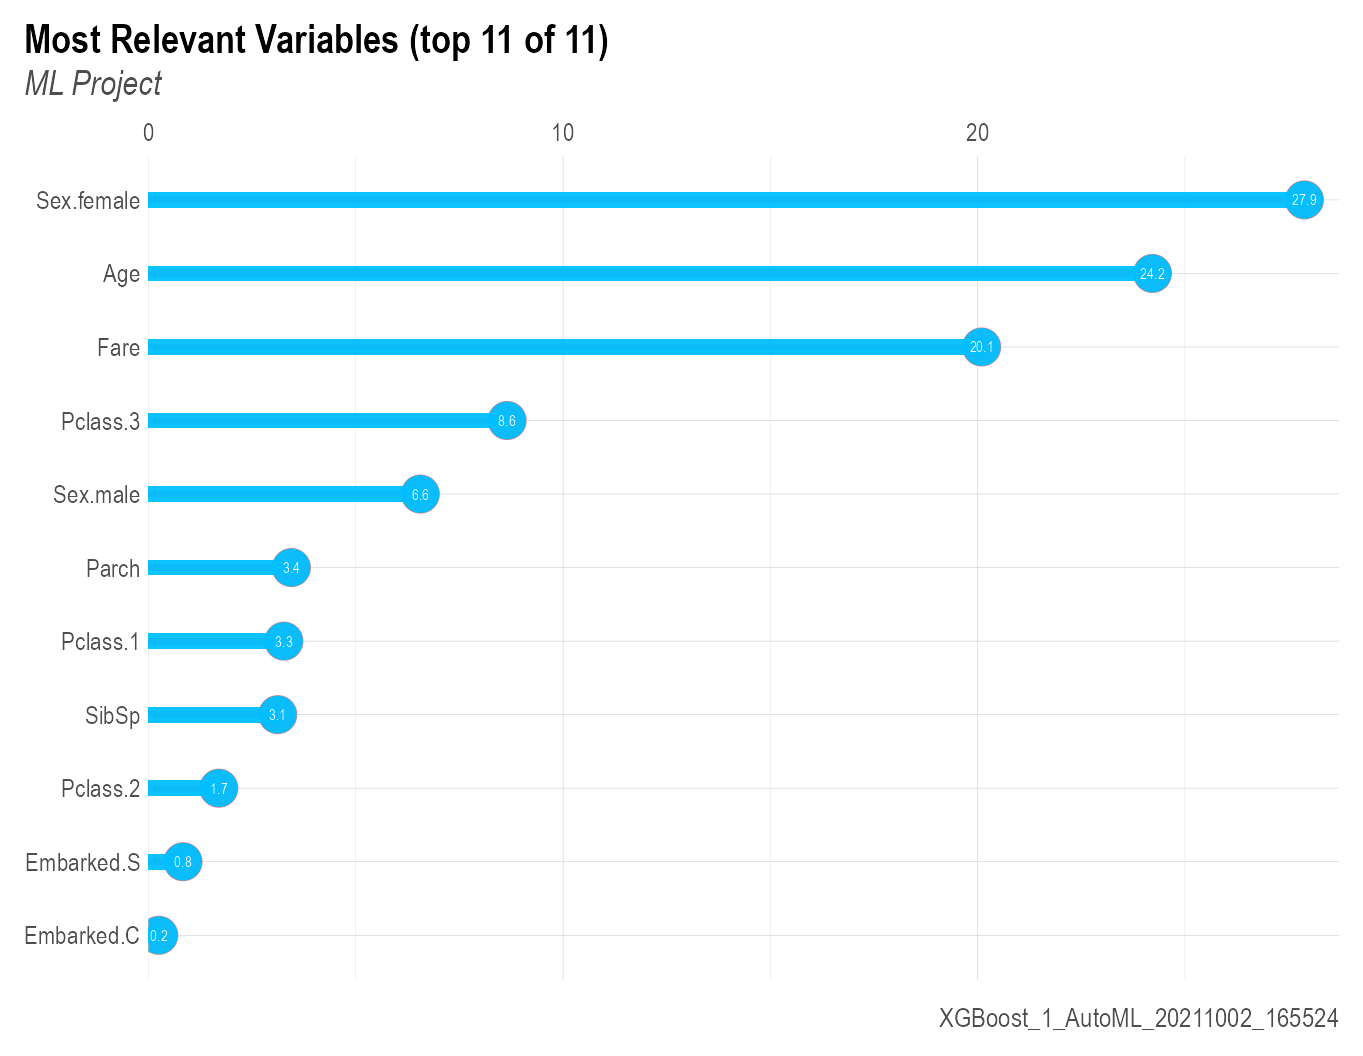 Most Relevant Variables (top 11 of 11)
ML Project
0 10 20
Sex.female 27.9
Age 24.2
Fare 20.1
Pclass.3 8.6
Sex.male 6.6
Parch 3.4
Pclass.1 3.3
SibSp 3.1
Pclass.2 1.7
Embarked.S 0.8
Embarked.C 0.2
XGBoost_1_AutoML_20211002_165524